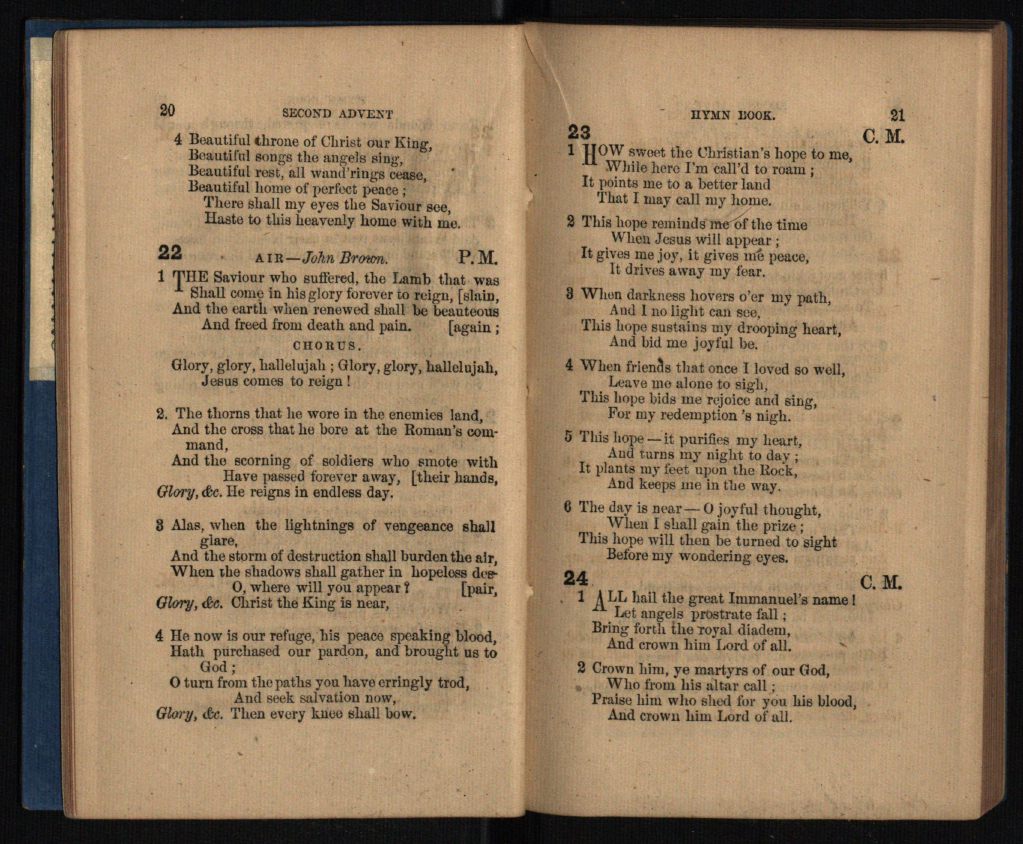 20
SECOND ADVENT
4 Beautiful throne of Christ our King,
Beautiful songs the angels sing,
Beautiful rest, all wand'rings cease,
Beautiful home of perfect peace ;
There shall my eyes the Saviour see,
Haste to this heavenly home with me.
22 AIR—John Brown. P. M.
1 THE Saviour who suffered, the Lamb that was
Shall come in his glory forever to reign, [slain,
And the earth when renewed shall be beauteous
And freed from death and pain. [again ;
CHORUS.
Glory, glory, hallelujah ; Glory, glory, hallelujah,
Jesus comes to reign !
2. The thorns that he wore in the enemies land,
And the cross that he bore at the Roman's com-
mand,
And the scorning of soldiers who smote with
Have passed forever away, [their hands,
Glory, &c. He reigns in endless day.
3 Alas, when the lightnings of vengeance shall
glare,
And the storm of destruction shall burden the air,
When the shadows shall gather in hopeless des-
O, where will you appear ? [pair,
Glory, &c. Christ the King is near,
4 He now is our refuge, his peace speaking blood,
Hath purchased our pardon, and brought us to
God ;
O turn from the paths you have erringly trod,
And seek salvation now,
Glory, &c. Then every knee shall bow.
HYMN BOOK.
21
23 C. M.
1 HOW sweet the Christian's hope to me,
While here I'm call'd to roam ;
It points me to a better land
That I may call my home.
2 This hope reminds me of the time
When Jesus will appear ;
It gives me joy, it gives me peace,
It drives away my fear.
3 When darkness hovers o'er my path,
And I no light can see,
This hope sustains my drooping heart,
And bid me joyful be.
4 When friends that once I loved so well,
Leave me alone to sigh,
This hope bids me rejoice and sing,
For my redemption 's nigh.
5 This hope — it purifies my heart,
And turns my night to day ;
It plants my feet upon the Rock,
And keeps me in the way.
6 The day is near — O joyful thought,
When I shall gain the prize ;
This hope will then be turned to sight
Before my wondering eyes.
24 C. M.
1 ALL hail the great Immanuel's name !
Let angels prostrate fall ;
Bring forth the royal diadem,
And crown him Lord of all.
2 Crown him, ye martyrs of our God,
Who from his altar call ;
Praise him who shed for you his blood,
And crown him Lord of all.